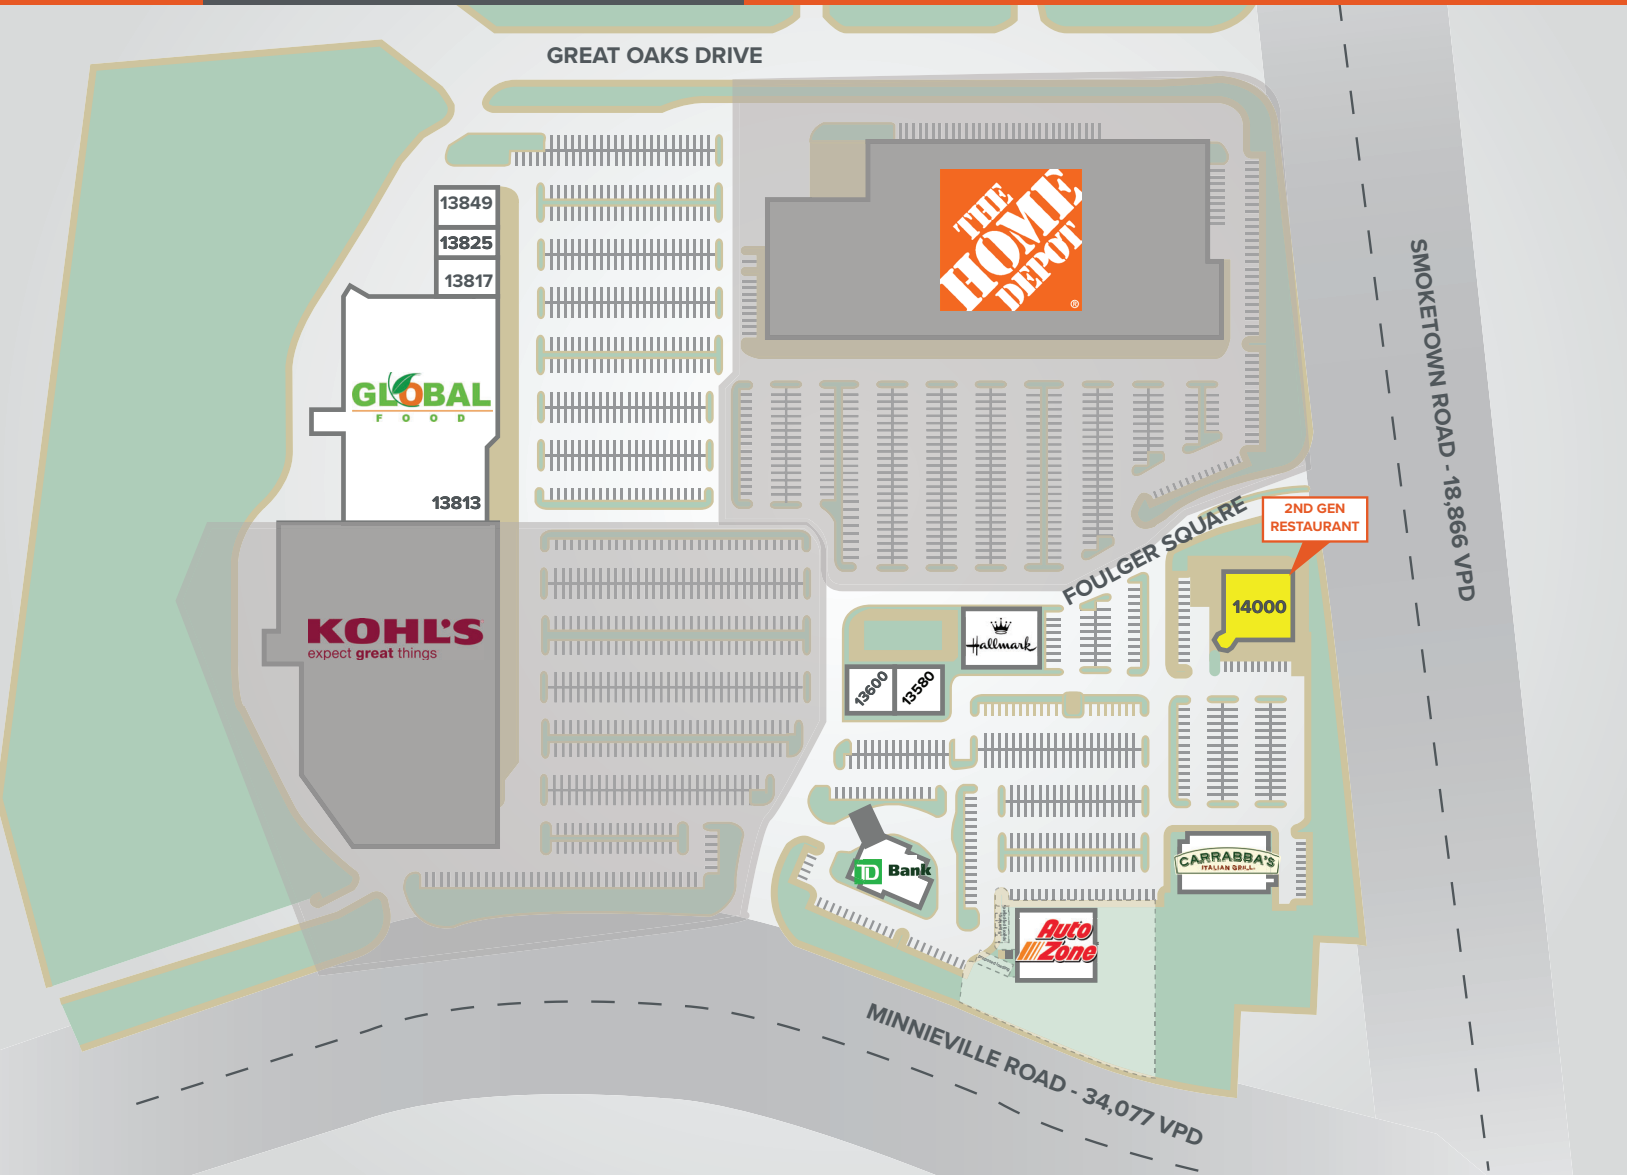 GREAT OAKS DRIVE
13849
13825
13817
THE
HOME
DEPOT
®
GLOBAL
FOOD
13813
SMOKETOWN ROAD - 18,866 VPD
FOULGER SQUARE
2ND GEN
RESTAURANT
14000
KOHL'S
expect great things
Hallmark
13600
13580
TD Bank
CARRABBA'S
ITALIAN GRILL
Auto
Zone
MINNIEVILLE ROAD - 34,077 VPD